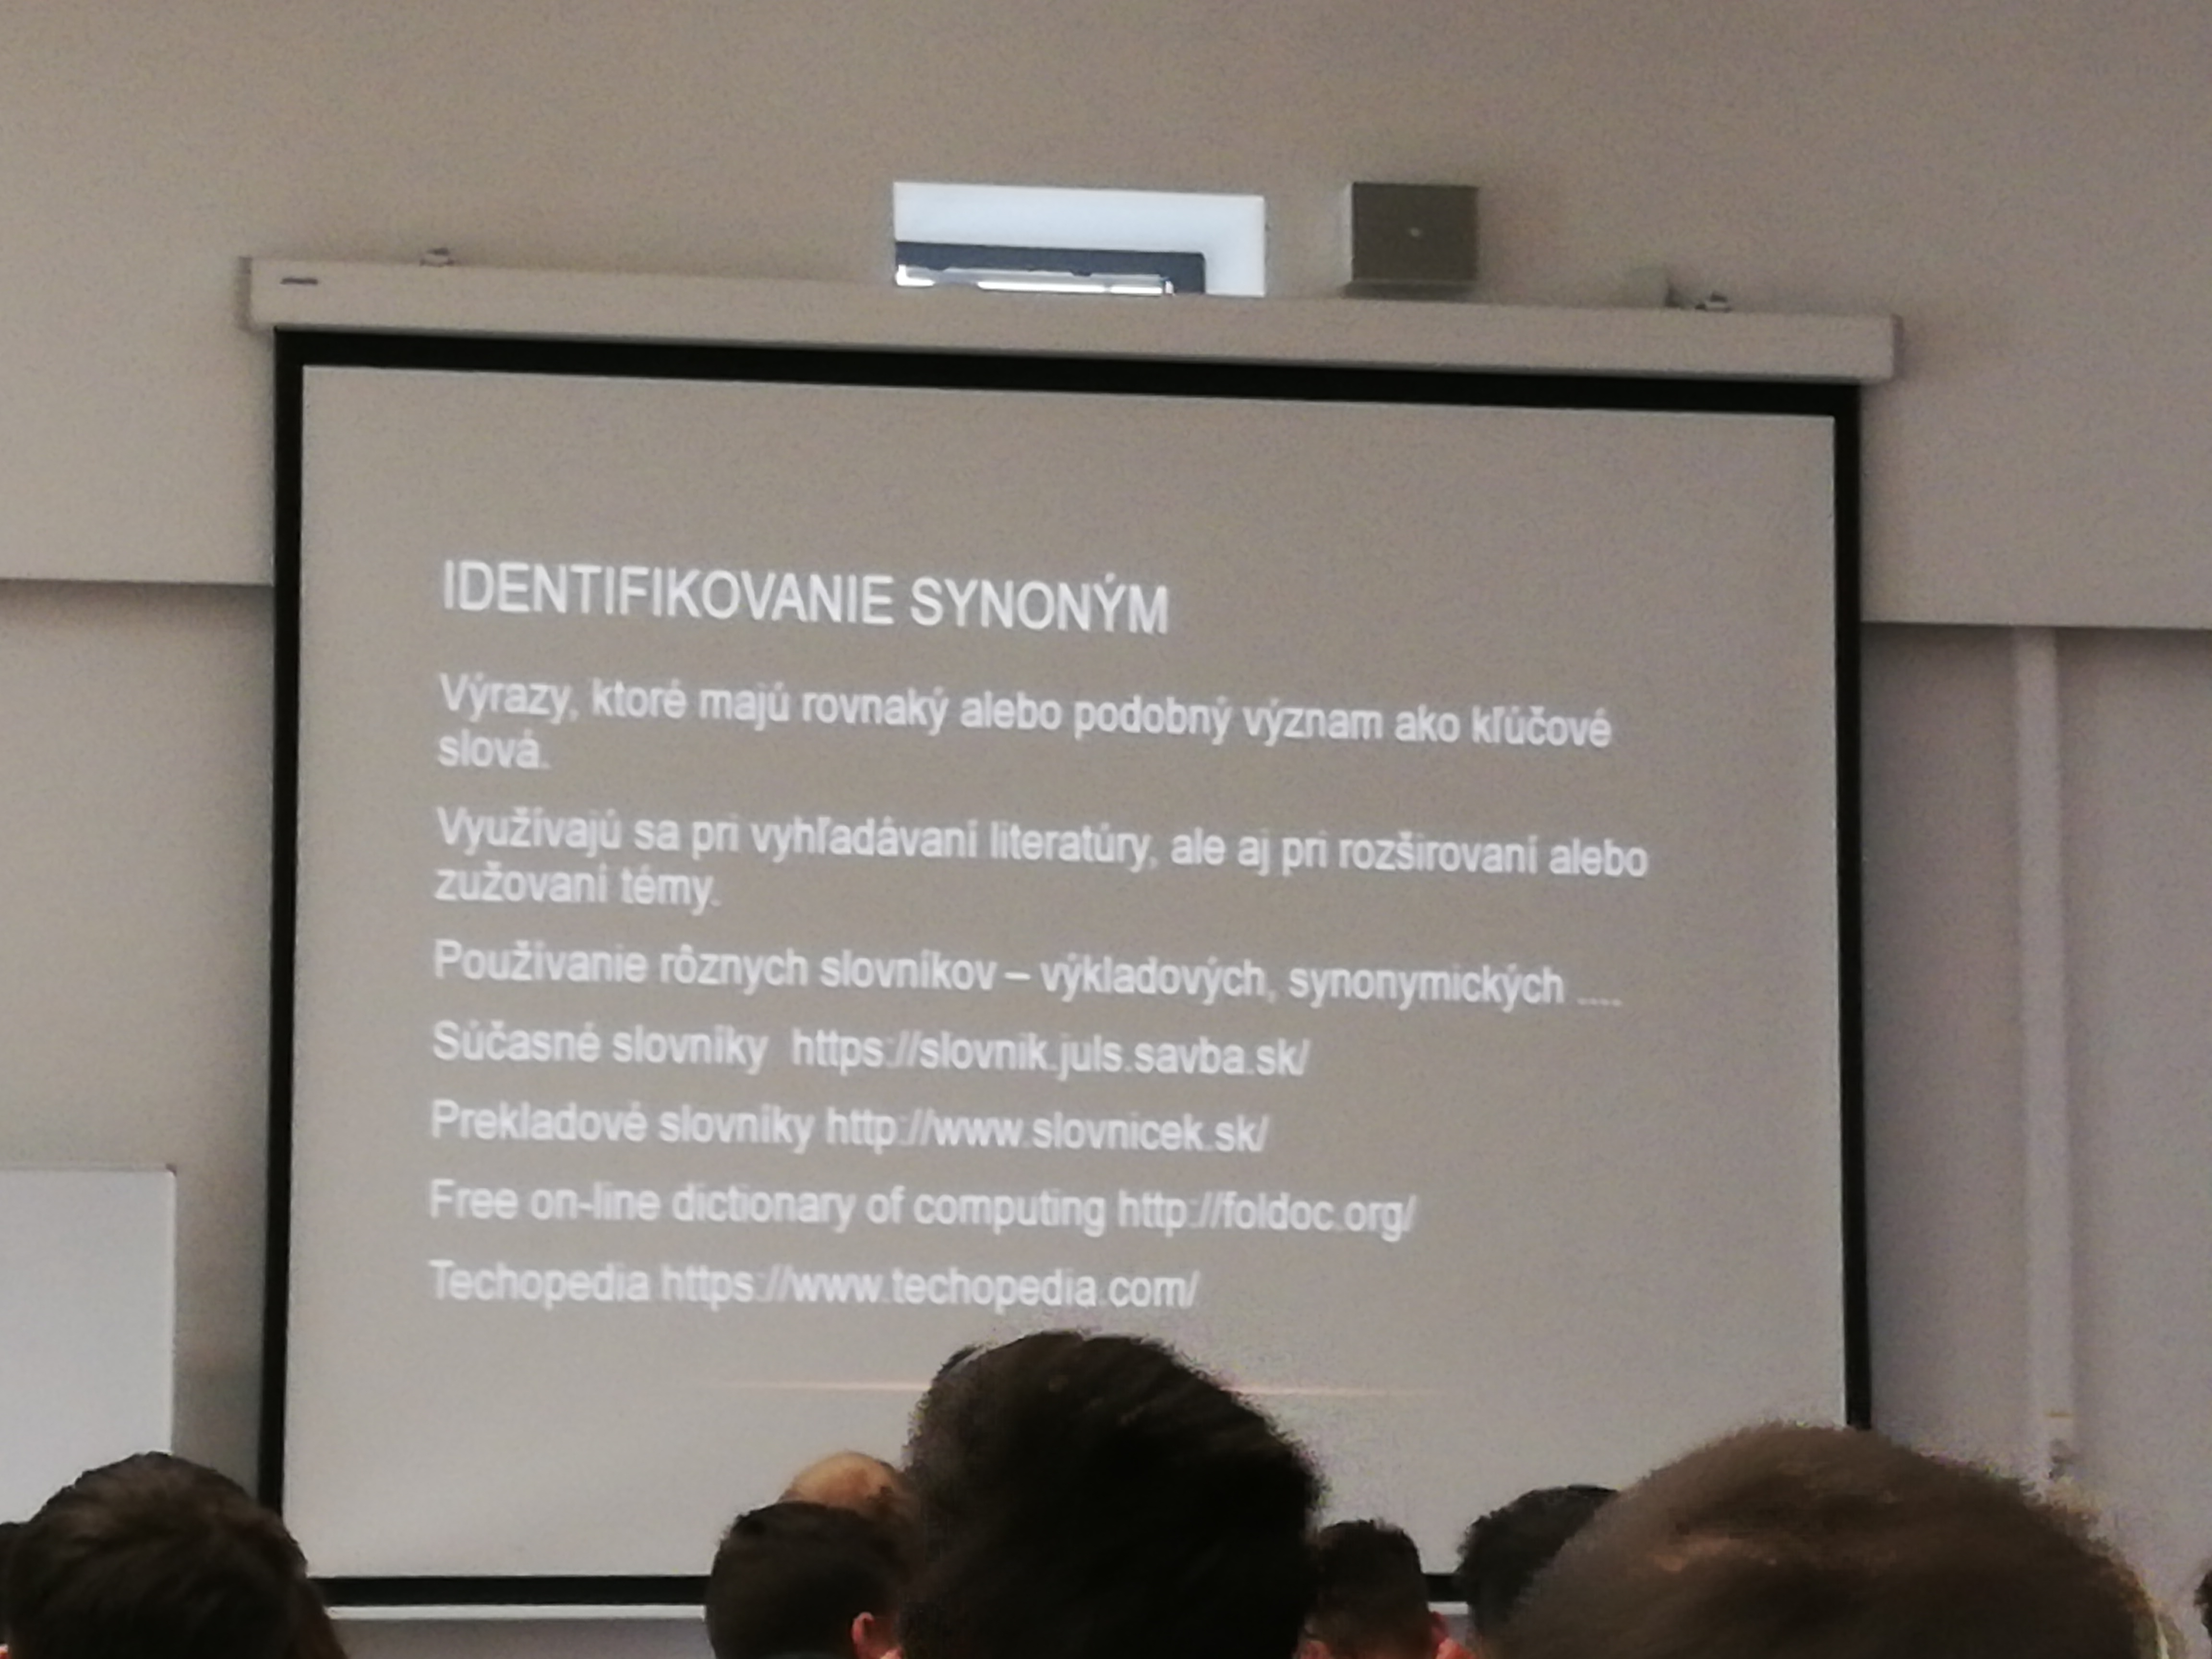 IDENTIFIKOVANIE SYNONÝM
Výrazy, ktoré majú rovnaký alebo podobný význam ako kľúčové
slová.
Využívajú sa pri vyhľadávaní literatúry, ale aj pri rozširovaní alebo
zužovaní témy.
Používanie rôznych slovníkov – výkladových, synonymických ....
Súčasné slovníky https://slovnik.juls.savba.sk/
Prekladové slovníky http://www.slovnicek.sk/
Free on-line dictionary of computing http://foldoc.org/
Techopedia https://www.techopedia.com/